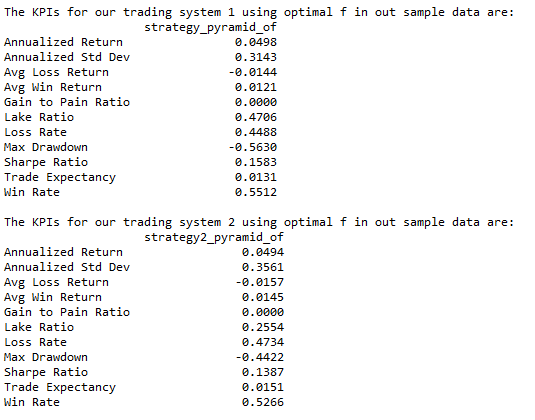 The KPIs for our trading system 1 using optimal f in out sample data are:
strategy_pyramid_of
Annualized Return 0.0498
Annualized Std Dev 0.3143
Avg Loss Return -0.0144
Avg Win Return 0.0121
Gain to Pain Ratio 0.0000
Lake Ratio 0.4706
Loss Rate 0.4488
Max Drawdown -0.5630
Sharpe Ratio 0.1583
Trade Expectancy 0.0131
Win Rate 0.5512
The KPIs for our trading system 2 using optimal f in out sample data are:
strategy2_pyramid_of
Annualized Return 0.0494
Annualized Std Dev 0.3561
Avg Loss Return -0.0157
Avg Win Return 0.0145
Gain to Pain Ratio 0.0000
Lake Ratio 0.2554
Loss Rate 0.4734
Max Drawdown -0.4422
Sharpe Ratio 0.1387
Trade Expectancy 0.0151
Win Rate 0.5266